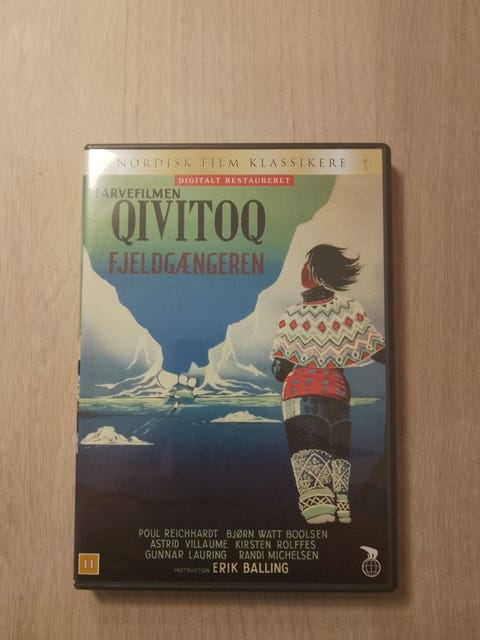 NORDISK FILM KLASSIKERE
DIGITALT RESTAURERET
FARVEFILMEN
QIVITOQ
FJELDGÆNGEREN
POUL REICHHARDT BJØRN WATT BOOLSEN
ASTRID VILLAUME KIRSTEN ROLFFES
GUNNAR LAURING RANDI MICHELSEN
INSTRUKTION ERIK BALLING
11